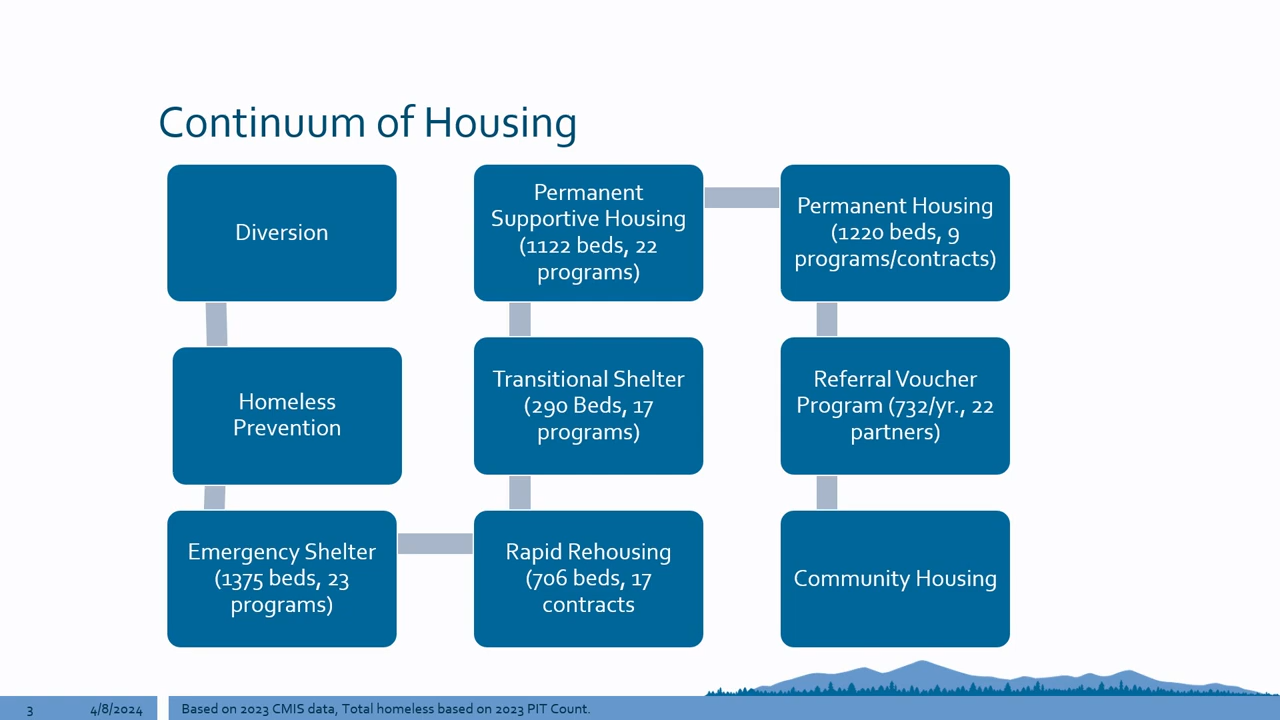 Continuum of Housing
Diversion
Homeless
Prevention
Emergency Shelter
(1375 beds, 23
programs)
Rapid Rehousing
(706 beds, 17
contracts
Transitional Shelter
(290 Beds, 17
programs)
Permanent
Supportive Housing
(1122 beds, 22
programs)
Permanent Housing
(1220 beds, 9
programs/contracts)
Referral Voucher
Program (732/yr., 22
partners)
Community Housing
3
4/8/2024
Based on 2023 CMIS data, Total homeless based on 2023 PIT Count.